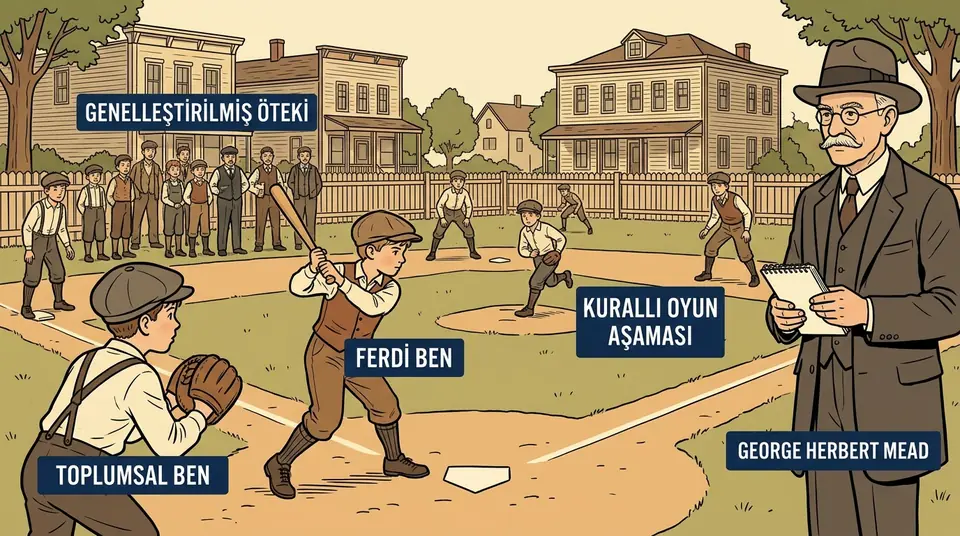 GENELLEŞTİRİLMİŞ ÖTEKİ
FERDİ BEN
KURALLI OYUN
AŞAMASI
TOPLUMSAL BEN
GEORGE HERBERT MEAD